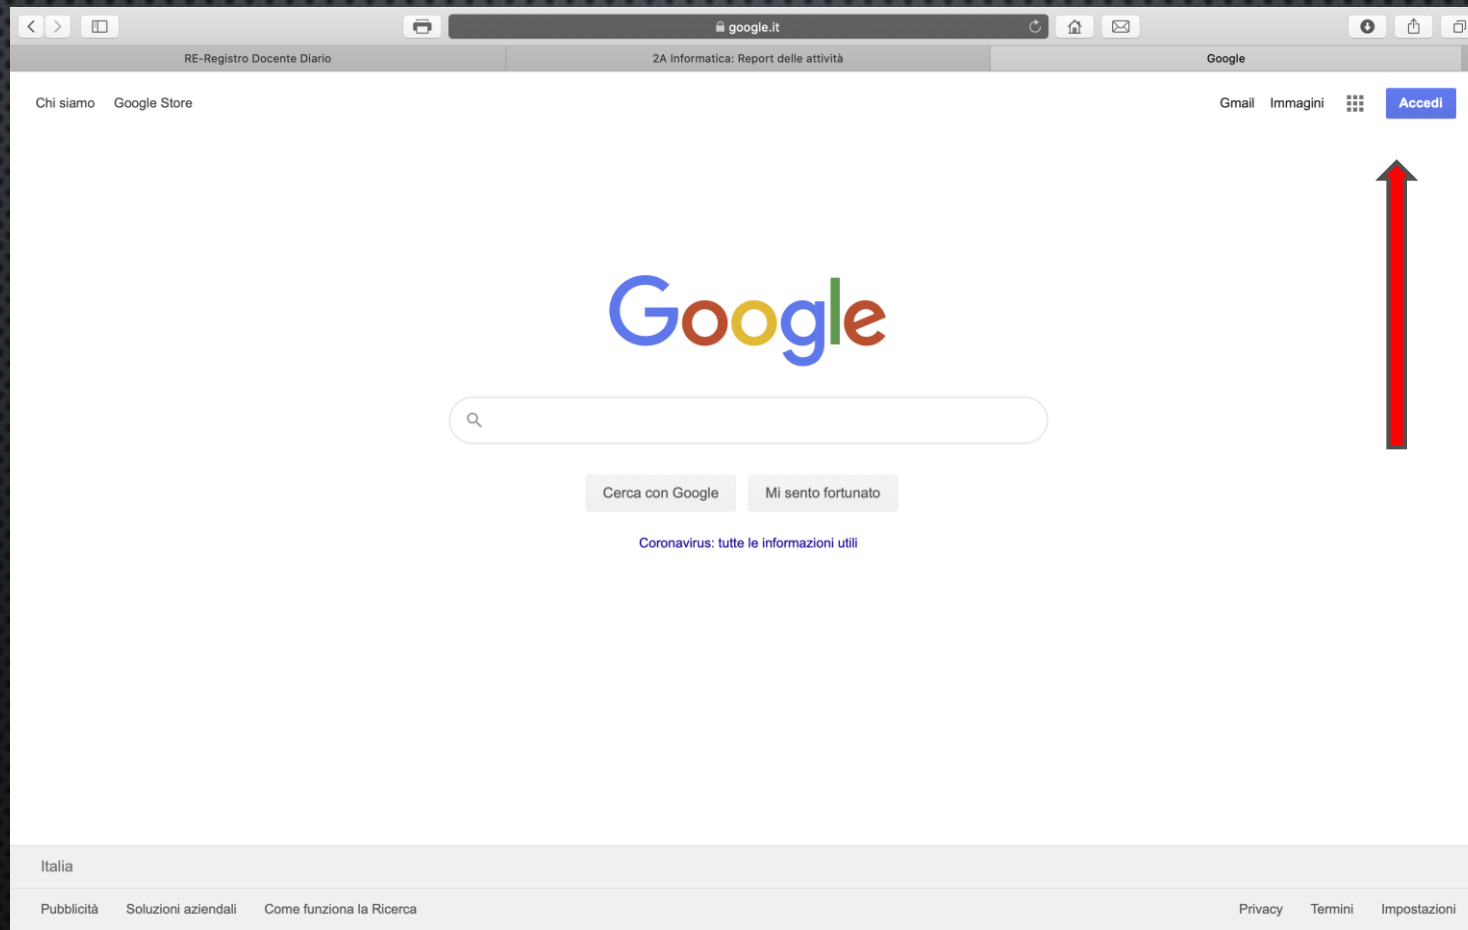 google.it
RE-Registro Docente Diario
2A Informatica: Report delle attività
Google
Chi siamo Google Store
Gmail Immagini Accedi
Google
Cerca con Google Mi sento fortunato
Coronavirus: tutte le informazioni utili
Italia
Pubblicità Soluzioni aziendali Come funziona la Ricerca
Privacy Termini Impostazioni